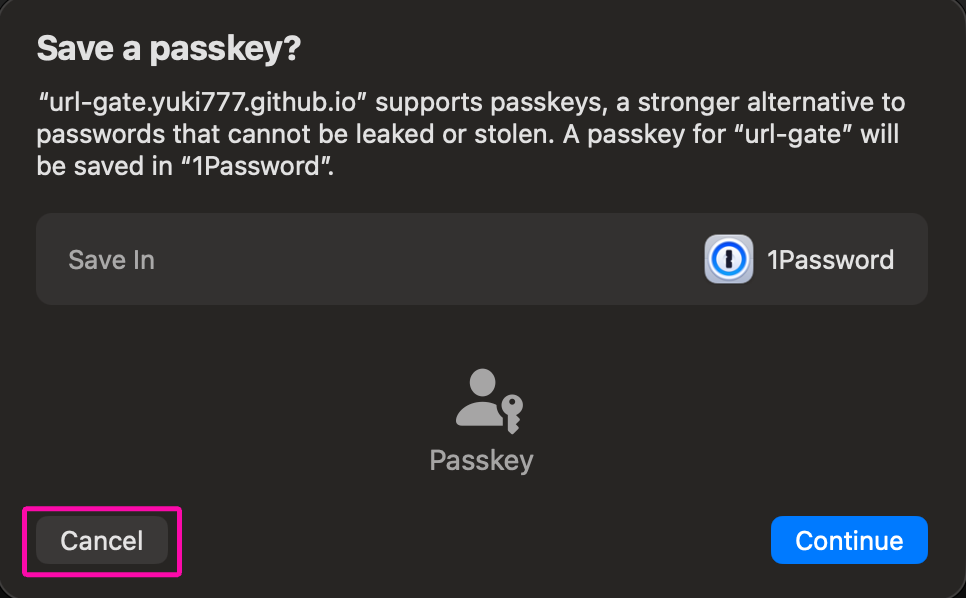 Save a passkey?
“url-gate.yuki777.github.io” supports passkeys, a stronger alternative to
passwords that cannot be leaked or stolen. A passkey for “url-gate” will
be saved in “1Password”.
Save In
1Password
Passkey
Cancel
Continue